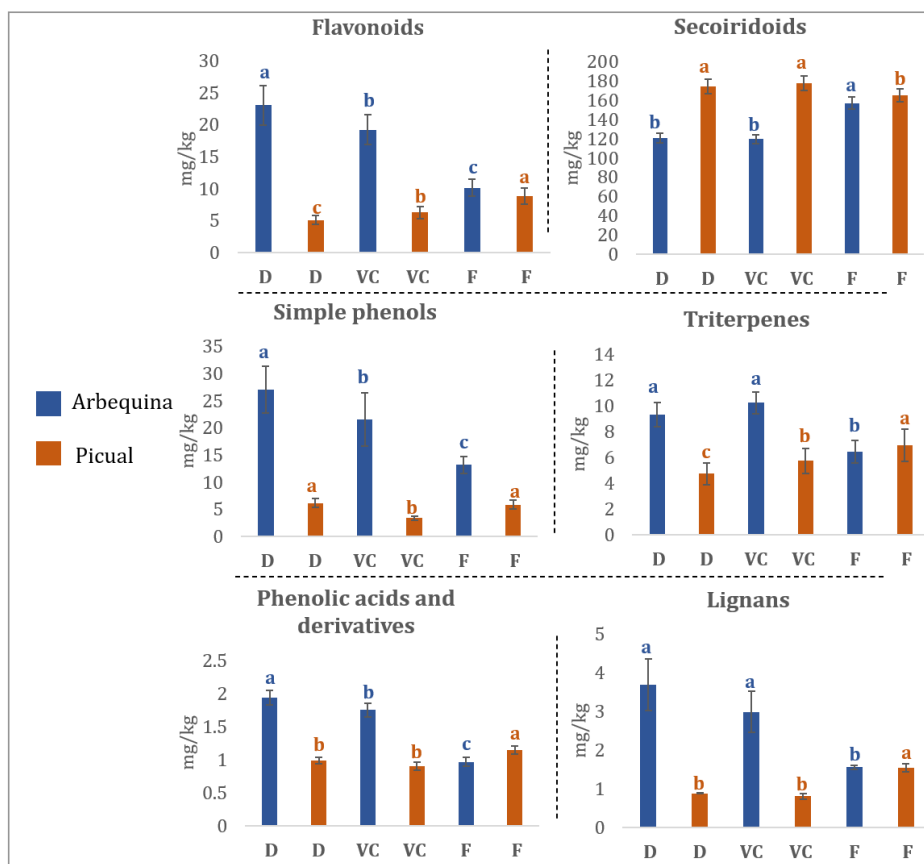 Flavonoids
30
25
20
15
10
5
0
mg/kg
a
c
b
b
c
a
D D VC VC F F
Secoiridoids
200
180
160
140
120
100
80
60
40
20
0
mg/kg
b
a
b
a
a
b
D D VC VC F F
Arbequina
Picual
Simple phenols
35
30
25
20
15
10
5
0
mg/kg
a
a
b
b
c
a
D D VC VC F F
Triterpenes
14
12
10
8
6
4
2
0
mg/kg
a
c
a
b
b
a
D D VC VC F F
Phenolic acids and
derivatives
2.5
2
1.5
1
0.5
0
mg/kg
a
b
b
b
c
a
D D VC VC F F
Lignans
5
4
3
2
1
0
mg/kg
a
b
a
b
b
a
D D VC VC F F